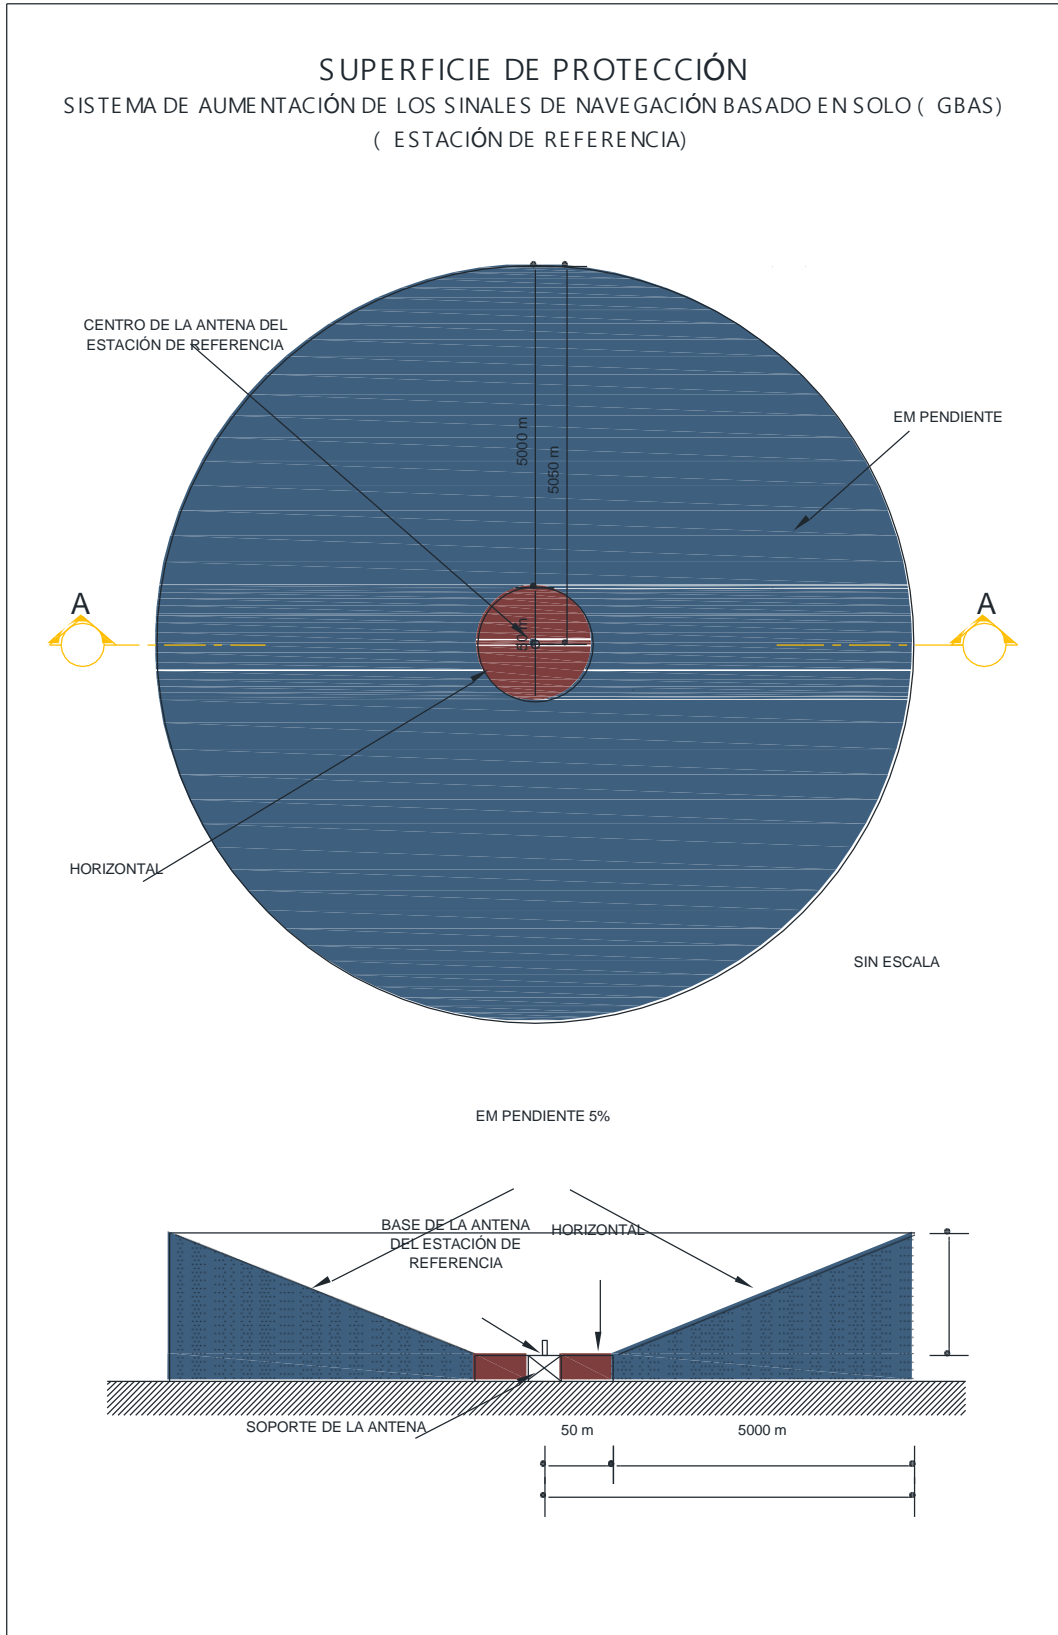 SUPERFICIE DE PROTECCIÓN
SISTEMA DE AUMENTACIÓN DE LOS SINALES DE NAVEGACIÓN BASADO EN SOLO ( GBAS)
( ESTACIÓN DE REFERENCIA)
CENTRO DE LA ANTENA DEL
ESTACIÓN DE REFERENCIA
EM PENDIENTE
5000 m
5050 m
50 m
A
A
HORIZONTAL
SIN ESCALA
EM PENDIENTE 5%
BASE DE LA ANTENA
DEL ESTACIÓN DE
REFERENCIA
HORIZONTAL
SOPORTE DE LA ANTENA
50 m
5000 m